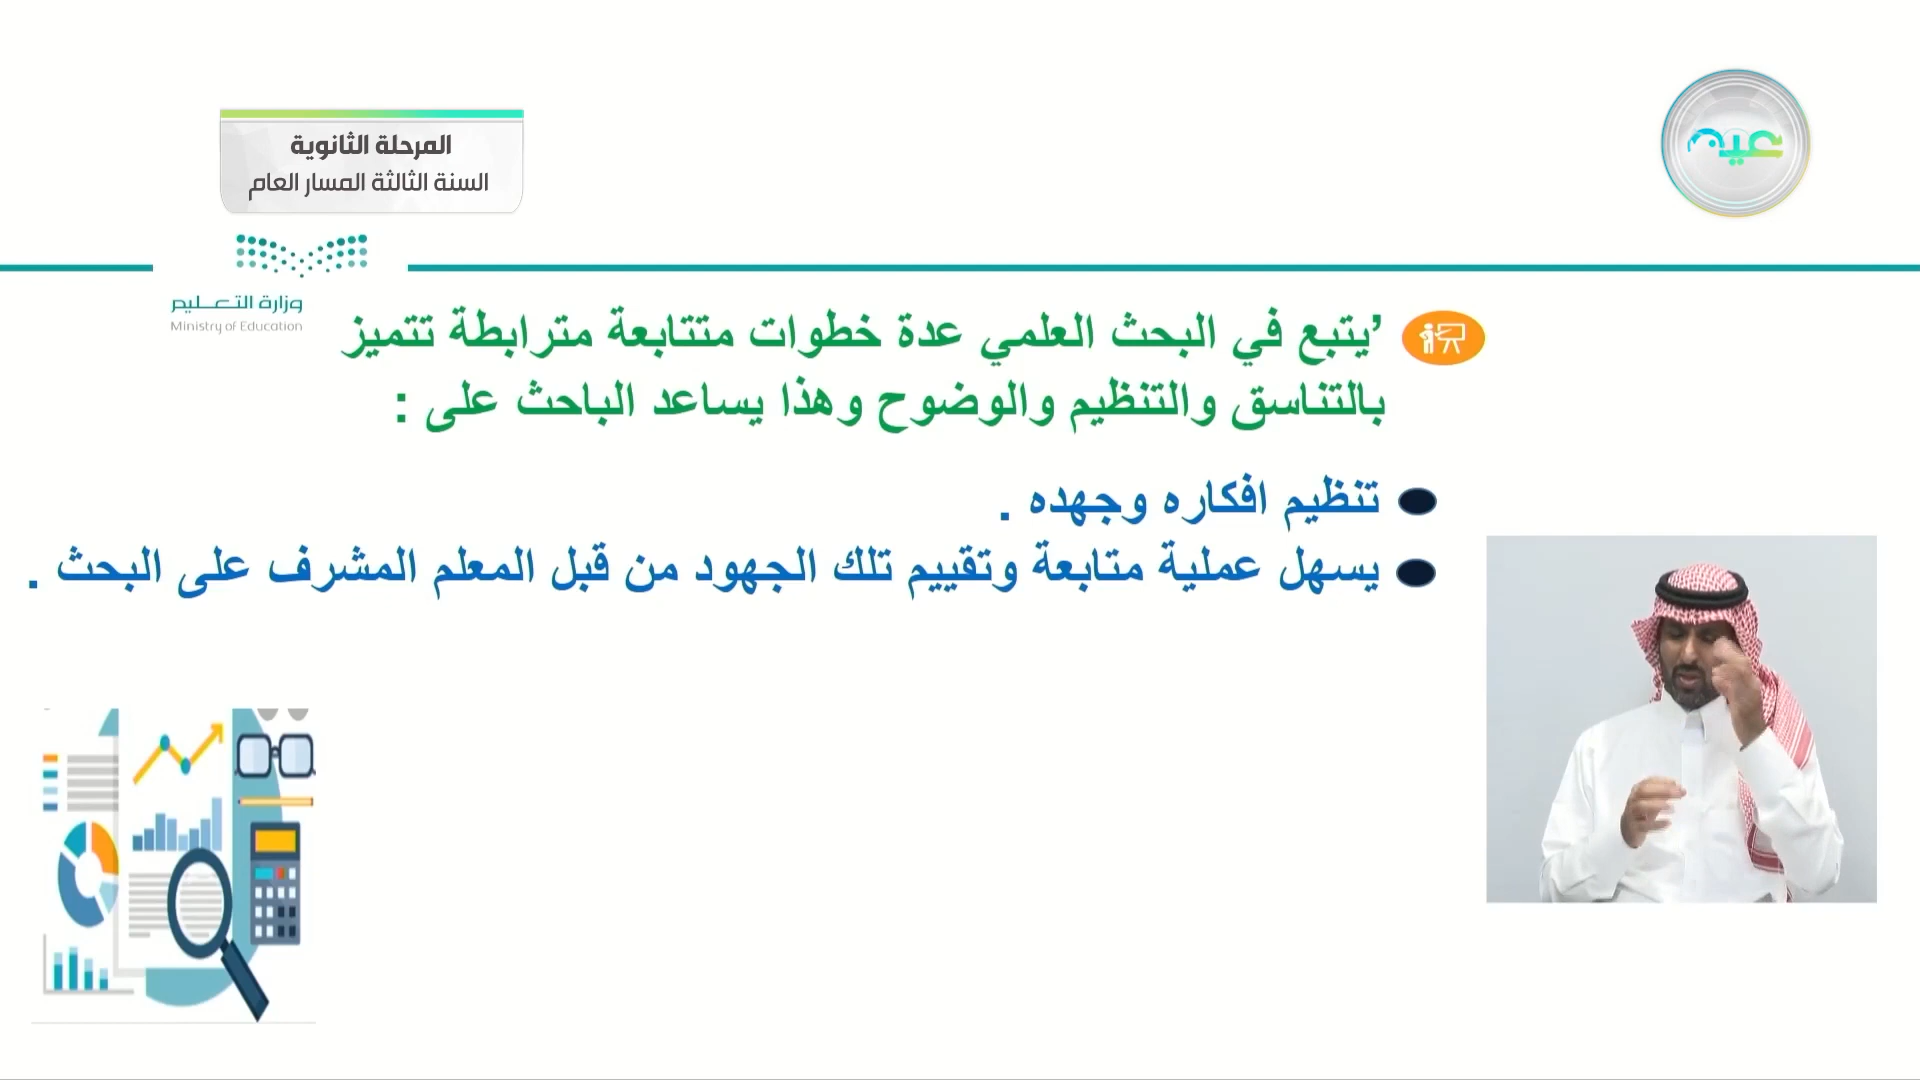 المرحلة الثانوية
السنة الثالثة المسار العام
عين
وزارة التعليم
Ministry of Education
’يتبع في البحث العلمي عدة خطوات متتابعة مترابطة تتميز
بالتناسق والتنظيم والوضوح وهذا يساعد الباحث على :
تنظيم افكاره وجهده .
يسهل عملية متابعة وتقييم تلك الجهود من قبل المعلم المشرف على البحث .